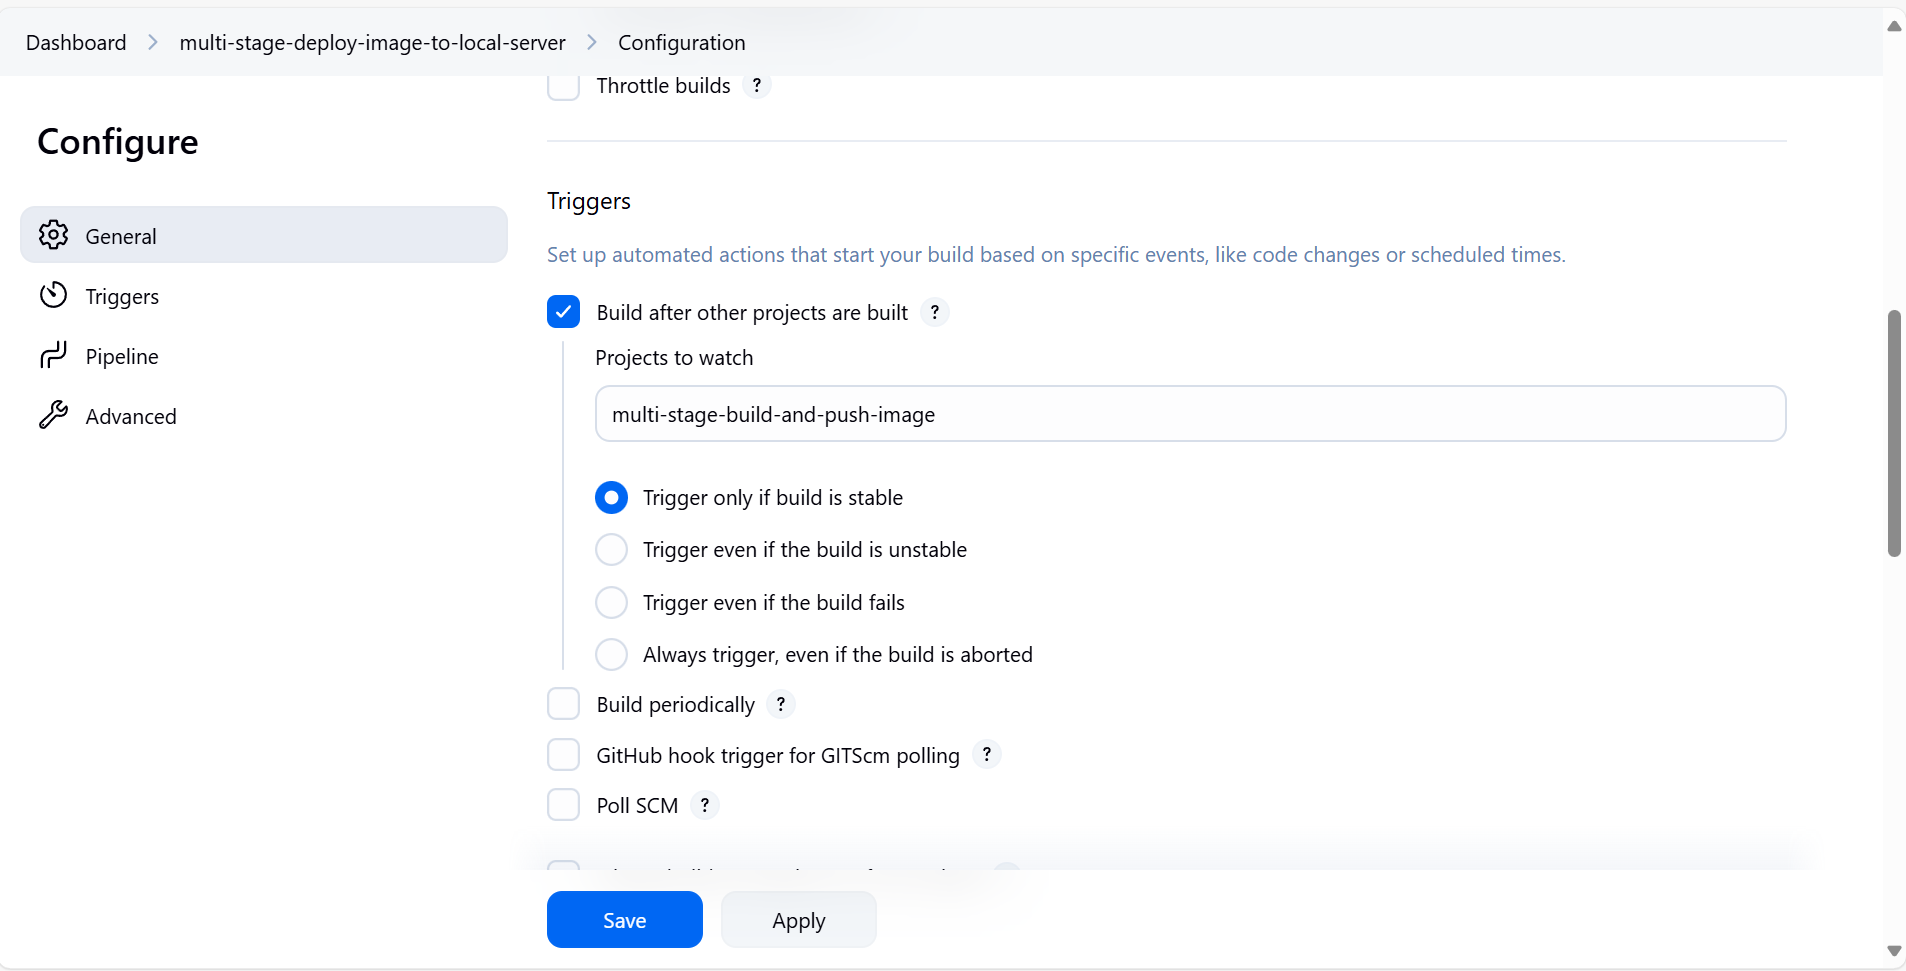 Dashboard > multi-stage-deploy-image-to-local-server > Configuration
Throttle builds ?
Configure
General
Triggers
Pipeline
Advanced
Triggers
Set up automated actions that start your build based on specific events, like code changes or scheduled times.
Build after other projects are built ?
Projects to watch
multi-stage-build-and-push-image
Trigger only if build is stable
Trigger even if the build is unstable
Trigger even if the build fails
Always trigger, even if the build is aborted
Build periodically ?
GitHub hook trigger for GITScm polling ?
Poll SCM ?
Save
Apply